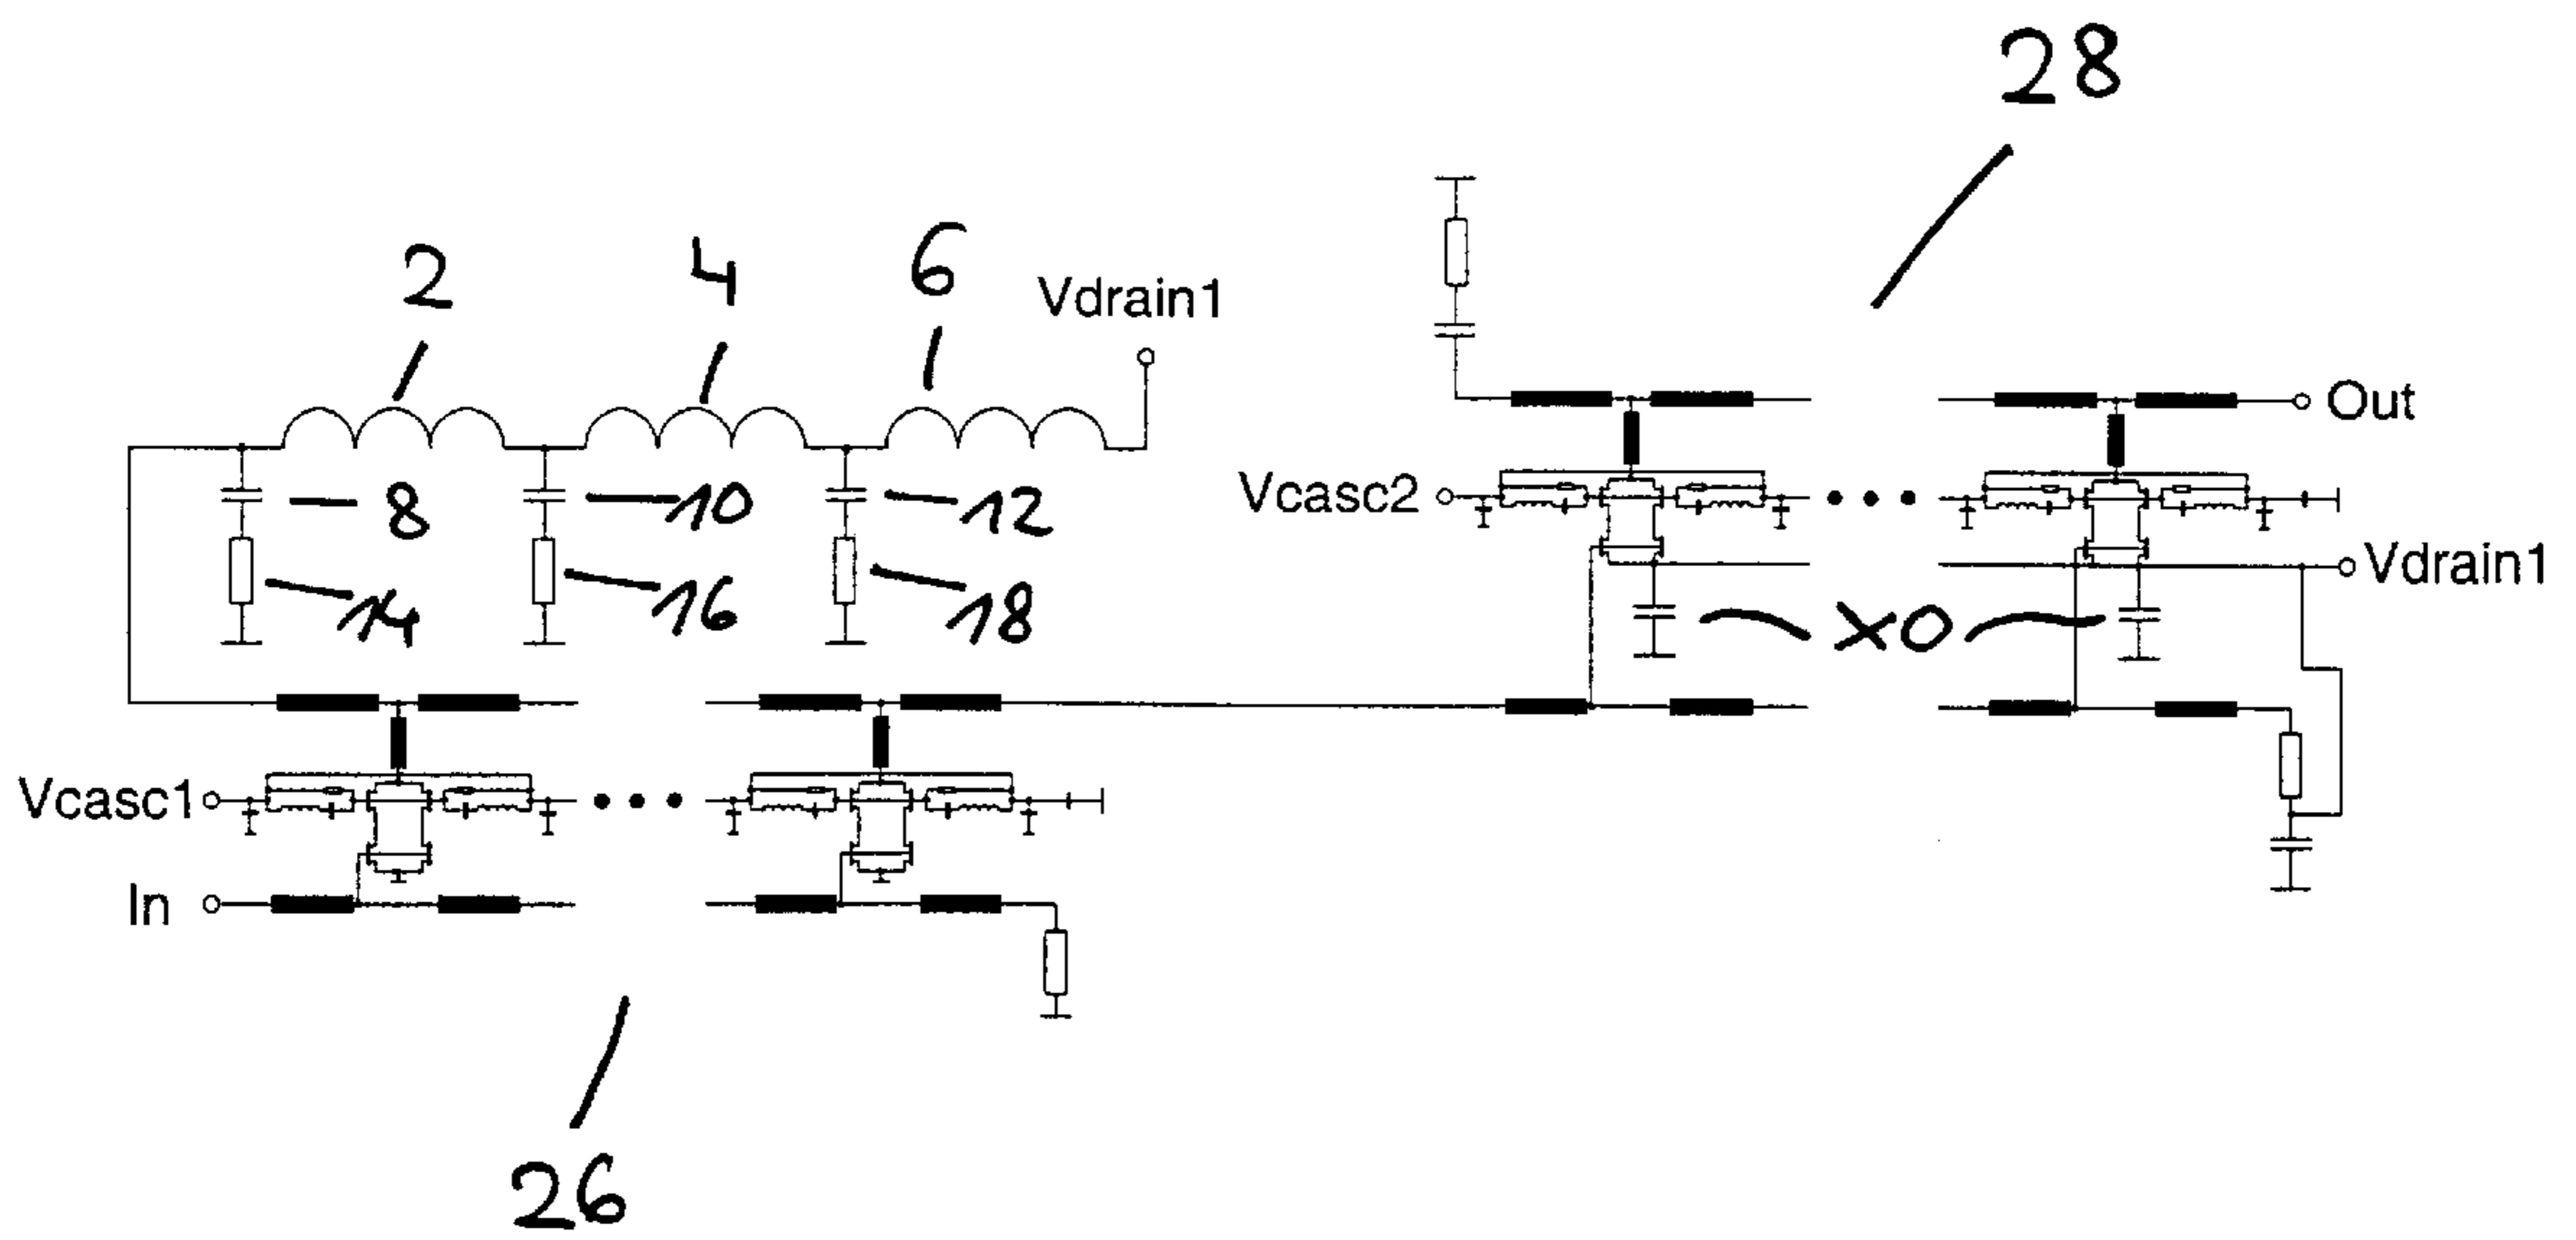 28
2 4 6 Vdrain1
Out
8 10 12 Vcasc2
14 16 18 XO Vdrain1
Vcasc1
In
26